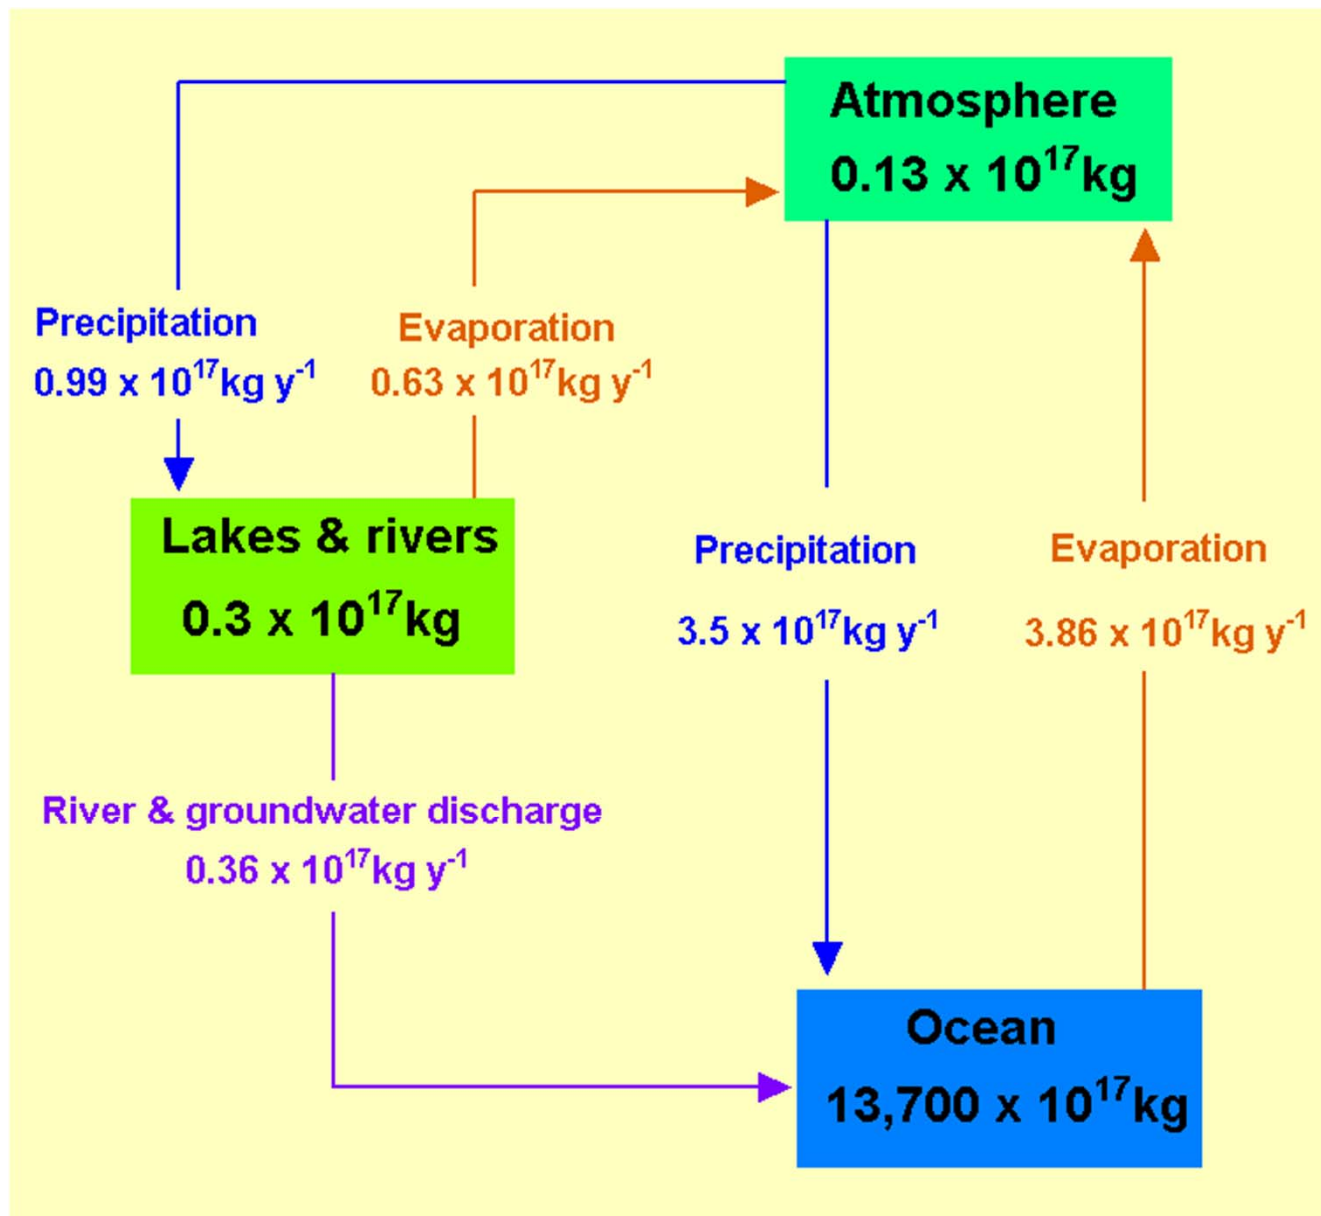 Atmosphere
0.13 x 10¹⁷kg
Precipitation
0.99 x 10¹⁷kg y⁻¹
Evaporation
0.63 x 10¹⁷kg y⁻¹
Lakes & rivers
0.3 x 10¹⁷kg
Precipitation
3.5 x 10¹⁷kg y⁻¹
Evaporation
3.86 x 10¹⁷kg y⁻¹
River & groundwater discharge
0.36 x 10¹⁷kg y⁻¹
Ocean
13,700 x 10¹⁷kg